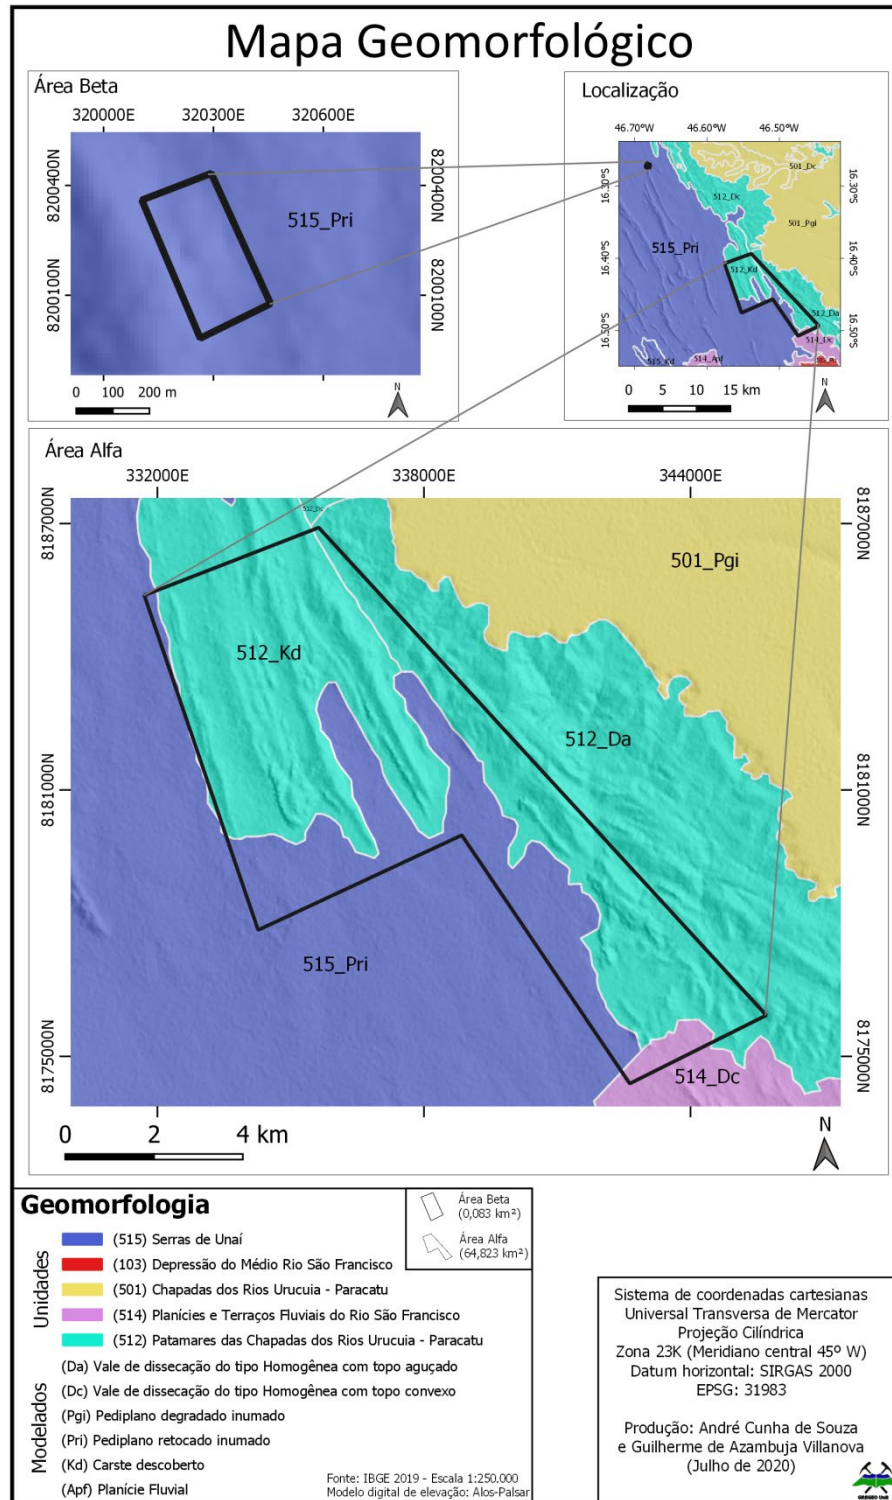 Mapa Geomorfológico
Área Beta
320000E
320300E
320600E
8200400N
8200400N
515_Pri
8200100N
8200100N
0 100 200 m
N
Localização
46.70°W
46.60°W
46.50°W
501_Dc
16.30°S
512_Dc
501_Pgi
515_Pri
16.40°S
512_Kd
512_Da
16.50°S
514_Dc
515_Kd
514_Apf
0 5 10 15 km
N
Área Alfa
332000E
338000E
344000E
512_Dc
8187000N
8187000N
501_Pgi
512_Kd
512_Da
8181000N
8181000N
515_Pri
8175000N
8175000N
514_Dc
0 2 4 km
N
Geomorfologia
Unidades
(515) Serras de Unaí
(103) Depressão do Médio Rio São Francisco
(501) Chapadas dos Rios Urucuia - Paracatu
(514) Planícies e Terraços Fluviais do Rio São Francisco
(512) Patamares das Chapadas dos Rios Urucuia - Paracatu
Modelados
(Da) Vale de dissecação do tipo Homogênea com topo aguçado
(Dc) Vale de dissecação do tipo Homogênea com topo convexo
(Pgi) Pediplano degradado inumado
(Pri) Pediplano retocado inumado
(Kd) Carste descoberto
(Apf) Planície Fluvial
Área Beta
(0,083 km²)
Área Alfa
(64,823 km²)
Fonte: IBGE 2019 - Escala 1:250.000
Modelo digital de elevação: Alos-Palsar
Sistema de coordenadas cartesianas
Universal Transversa de Mercator
Projeção Cilíndrica
Zona 23K (Meridiano central 45º W)
Datum horizontal: SIRGAS 2000
EPSG: 31983
Produção: André Cunha de Souza
e Guilherme de Azambuja Villanova
(Julho de 2020)